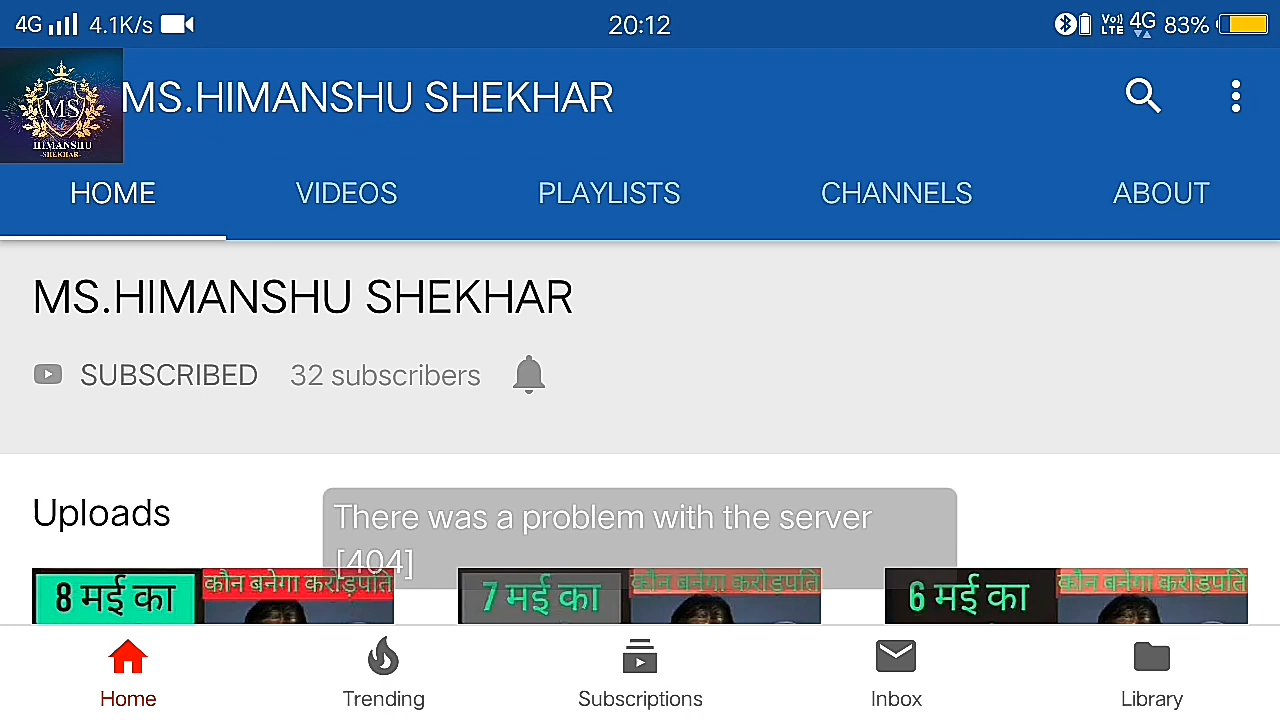 4G 4.1K/s 20:12 VoLTE 4G 83%
MS
HIMANSHU
-SHEKHAR-
MS.HIMANSHU SHEKHAR
HOME VIDEOS PLAYLISTS CHANNELS ABOUT
MS.HIMANSHU SHEKHAR
SUBSCRIBED 32 subscribers
Uploads
There was a problem with the server
[404]
8 मई का कौन बनेगा करोड़पति
7 मई का कौन बनेगा करोड़पति
6 मई का कौन बनेगा करोड़पति
Home Trending Subscriptions Inbox Library